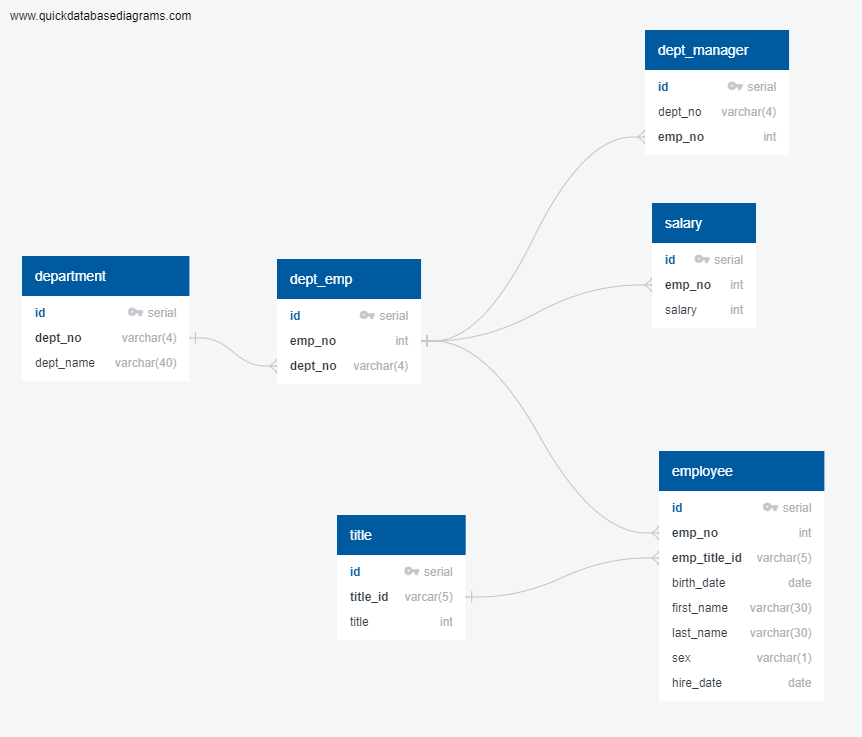 www.quickdatabasediagrams.com
dept_manager
id serial
dept_no varchar(4)
emp_no int
salary
id serial
emp_no int
salary int
department
id serial
dept_no varchar(4)
dept_name varchar(40)
dept_emp
id serial
emp_no int
dept_no varchar(4)
title
id serial
title_id varcar(5)
title int
employee
id serial
emp_no int
emp_title_id varchar(5)
birth_date date
first_name varchar(30)
last_name varchar(30)
sex varchar(1)
hire_date date